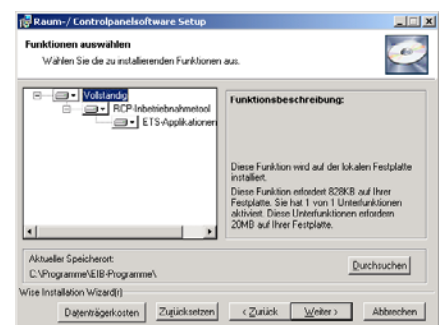 Raum-/ Controlpanelsoftware Setup
Funktionen auswählen
Wählen Sie die zu installierenden Funktionen aus.
Vollständig
RCP-Inbetriebnahmetool
ETS-Applikationen
Funktionsbeschreibung:
Diese Funktion wird auf der lokalen Festplatte
installiert.
Diese Funktion erfordert 828KB auf Ihrer
Festplatte. Sie hat 1 von 1 Unterfunktionen
aktiviert. Diese Unterfunktionen erfordern
20MB auf Ihrer Festplatte.
Aktueller Speicherort:
C:\Programme\EIB-Programme\
Durchsuchen
Wise Installation Wizard(r)
Datenträgerkosten
Zurücksetzen
< Zurück
Weiter >
Abbrechen